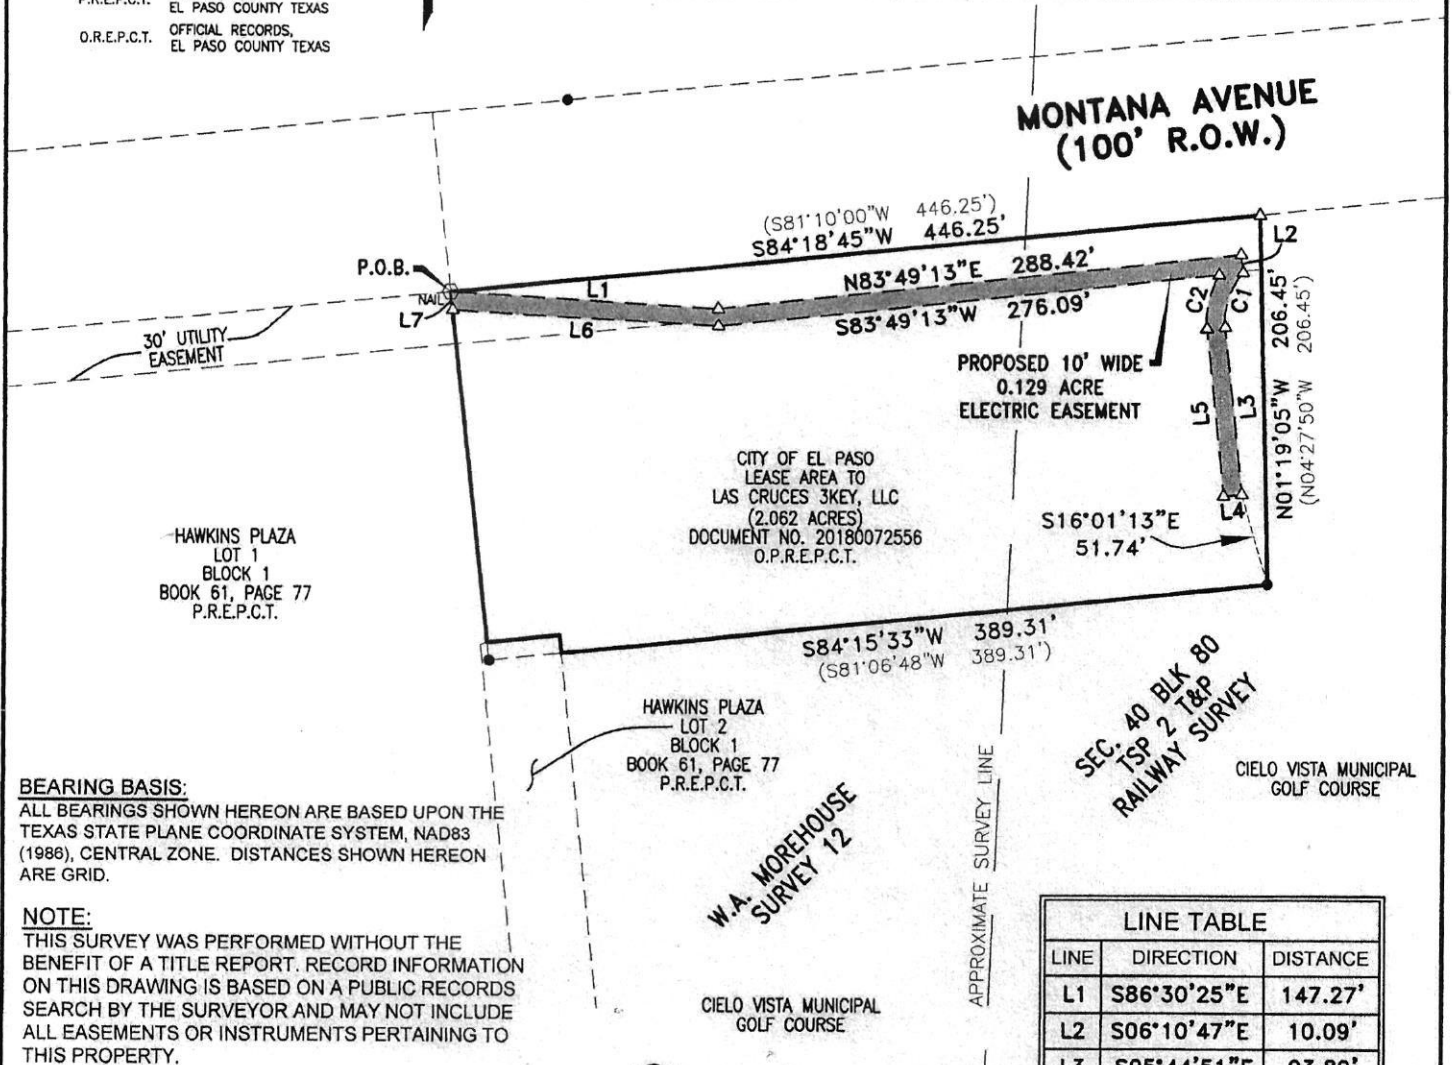 P.R.E.P.C.T.
EL PASO COUNTY TEXAS
O.R.E.P.C.T. OFFICIAL RECORDS,
EL PASO COUNTY TEXAS
MONTANA AVENUE
(100' R.O.W.)
(S81°10'00"W 446.25')
S84°18'45"W 446.25'
P.O.B.
NAIL
L1
L7
L6
N83°49'13"E 288.42'
S83°49'13"W 276.09'
L2
C2
C1
30' UTILITY
EASEMENT
PROPOSED 10' WIDE
0.129 ACRE
ELECTRIC EASEMENT
L5
L3
L4
N01°19'05"W 206.45'
(N04°27'50"W 206.45')
CITY OF EL PASO
LEASE AREA TO
LAS CRUCES 3KEY, LLC
(2.062 ACRES)
DOCUMENT NO. 20180072556
O.P.R.E.P.C.T.
S16°01'13"E
51.74'
HAWKINS PLAZA
LOT 1
BLOCK 1
BOOK 61, PAGE 77
P.R.E.P.C.T.
S84°15'33"W 389.31'
(S81°06'48"W 389.31')
HAWKINS PLAZA
LOT 2
BLOCK 1
BOOK 61, PAGE 77
P.R.E.P.C.T.
SEC. 40 BLK 80
TSP 2 T&P
RAILWAY SURVEY
CIELO VISTA MUNICIPAL
GOLF COURSE
W.A. MOREHOUSE
SURVEY 12
APPROXIMATE SURVEY LINE
BEARING BASIS:
ALL BEARINGS SHOWN HEREON ARE BASED UPON THE
TEXAS STATE PLANE COORDINATE SYSTEM, NAD83
(1986), CENTRAL ZONE. DISTANCES SHOWN HEREON
ARE GRID.
NOTE:
THIS SURVEY WAS PERFORMED WITHOUT THE
BENEFIT OF A TITLE REPORT. RECORD INFORMATION
ON THIS DRAWING IS BASED ON A PUBLIC RECORDS
SEARCH BY THE SURVEYOR AND MAY NOT INCLUDE
ALL EASEMENTS OR INSTRUMENTS PERTAINING TO
THIS PROPERTY.
CIELO VISTA MUNICIPAL
GOLF COURSE
LINE TABLE
LINE DIRECTION DISTANCE
L1 S86°30'25"E 147.27'
L2 S06°10'47"E 10.09'
L3 S05°44'51"E